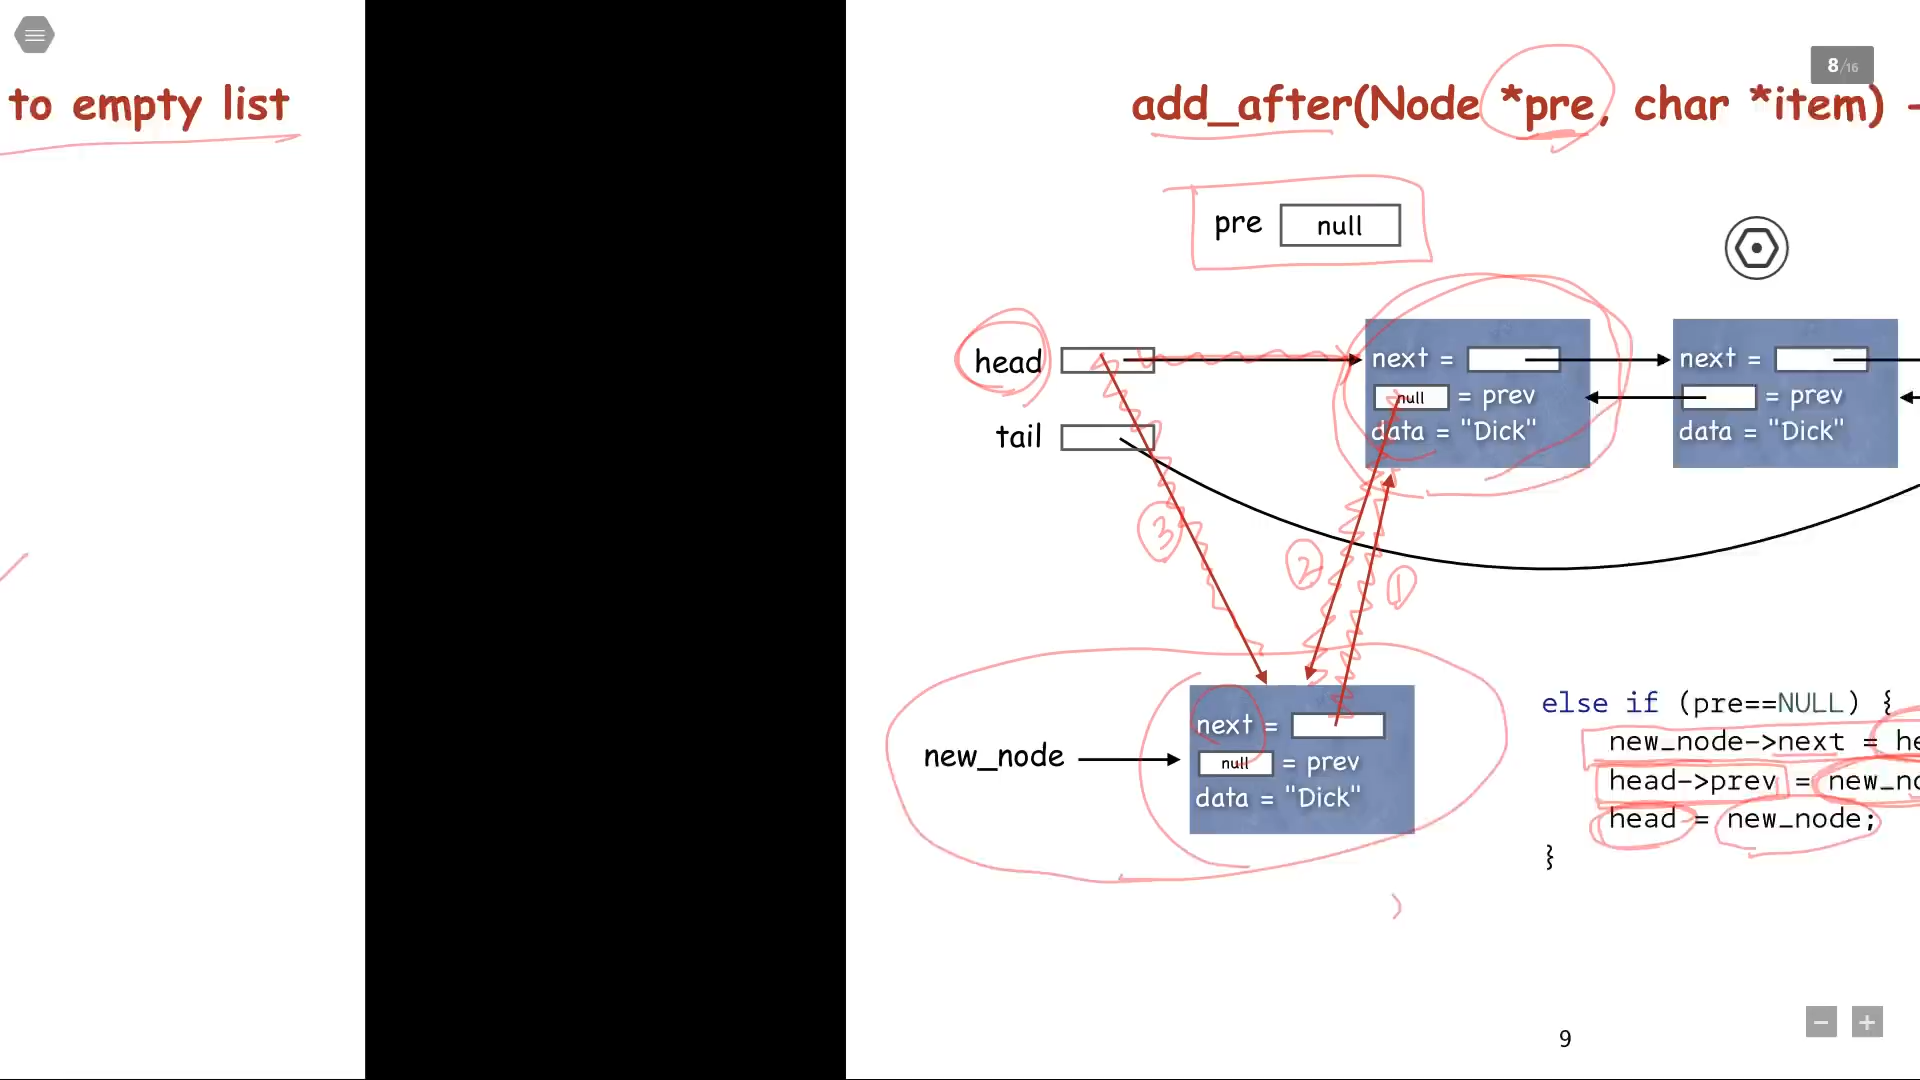 to empty list
add_after(Node *pre, char *item) -
8/16
pre null
head
next =
null = prev
data = "Dick"
next =
= prev
data = "Dick"
tail
3
2
1
new_node
next =
null = prev
data = "Dick"
else if (pre==NULL) {
new_node->next = he
head->prev = new_no
head = new_node;
}
9